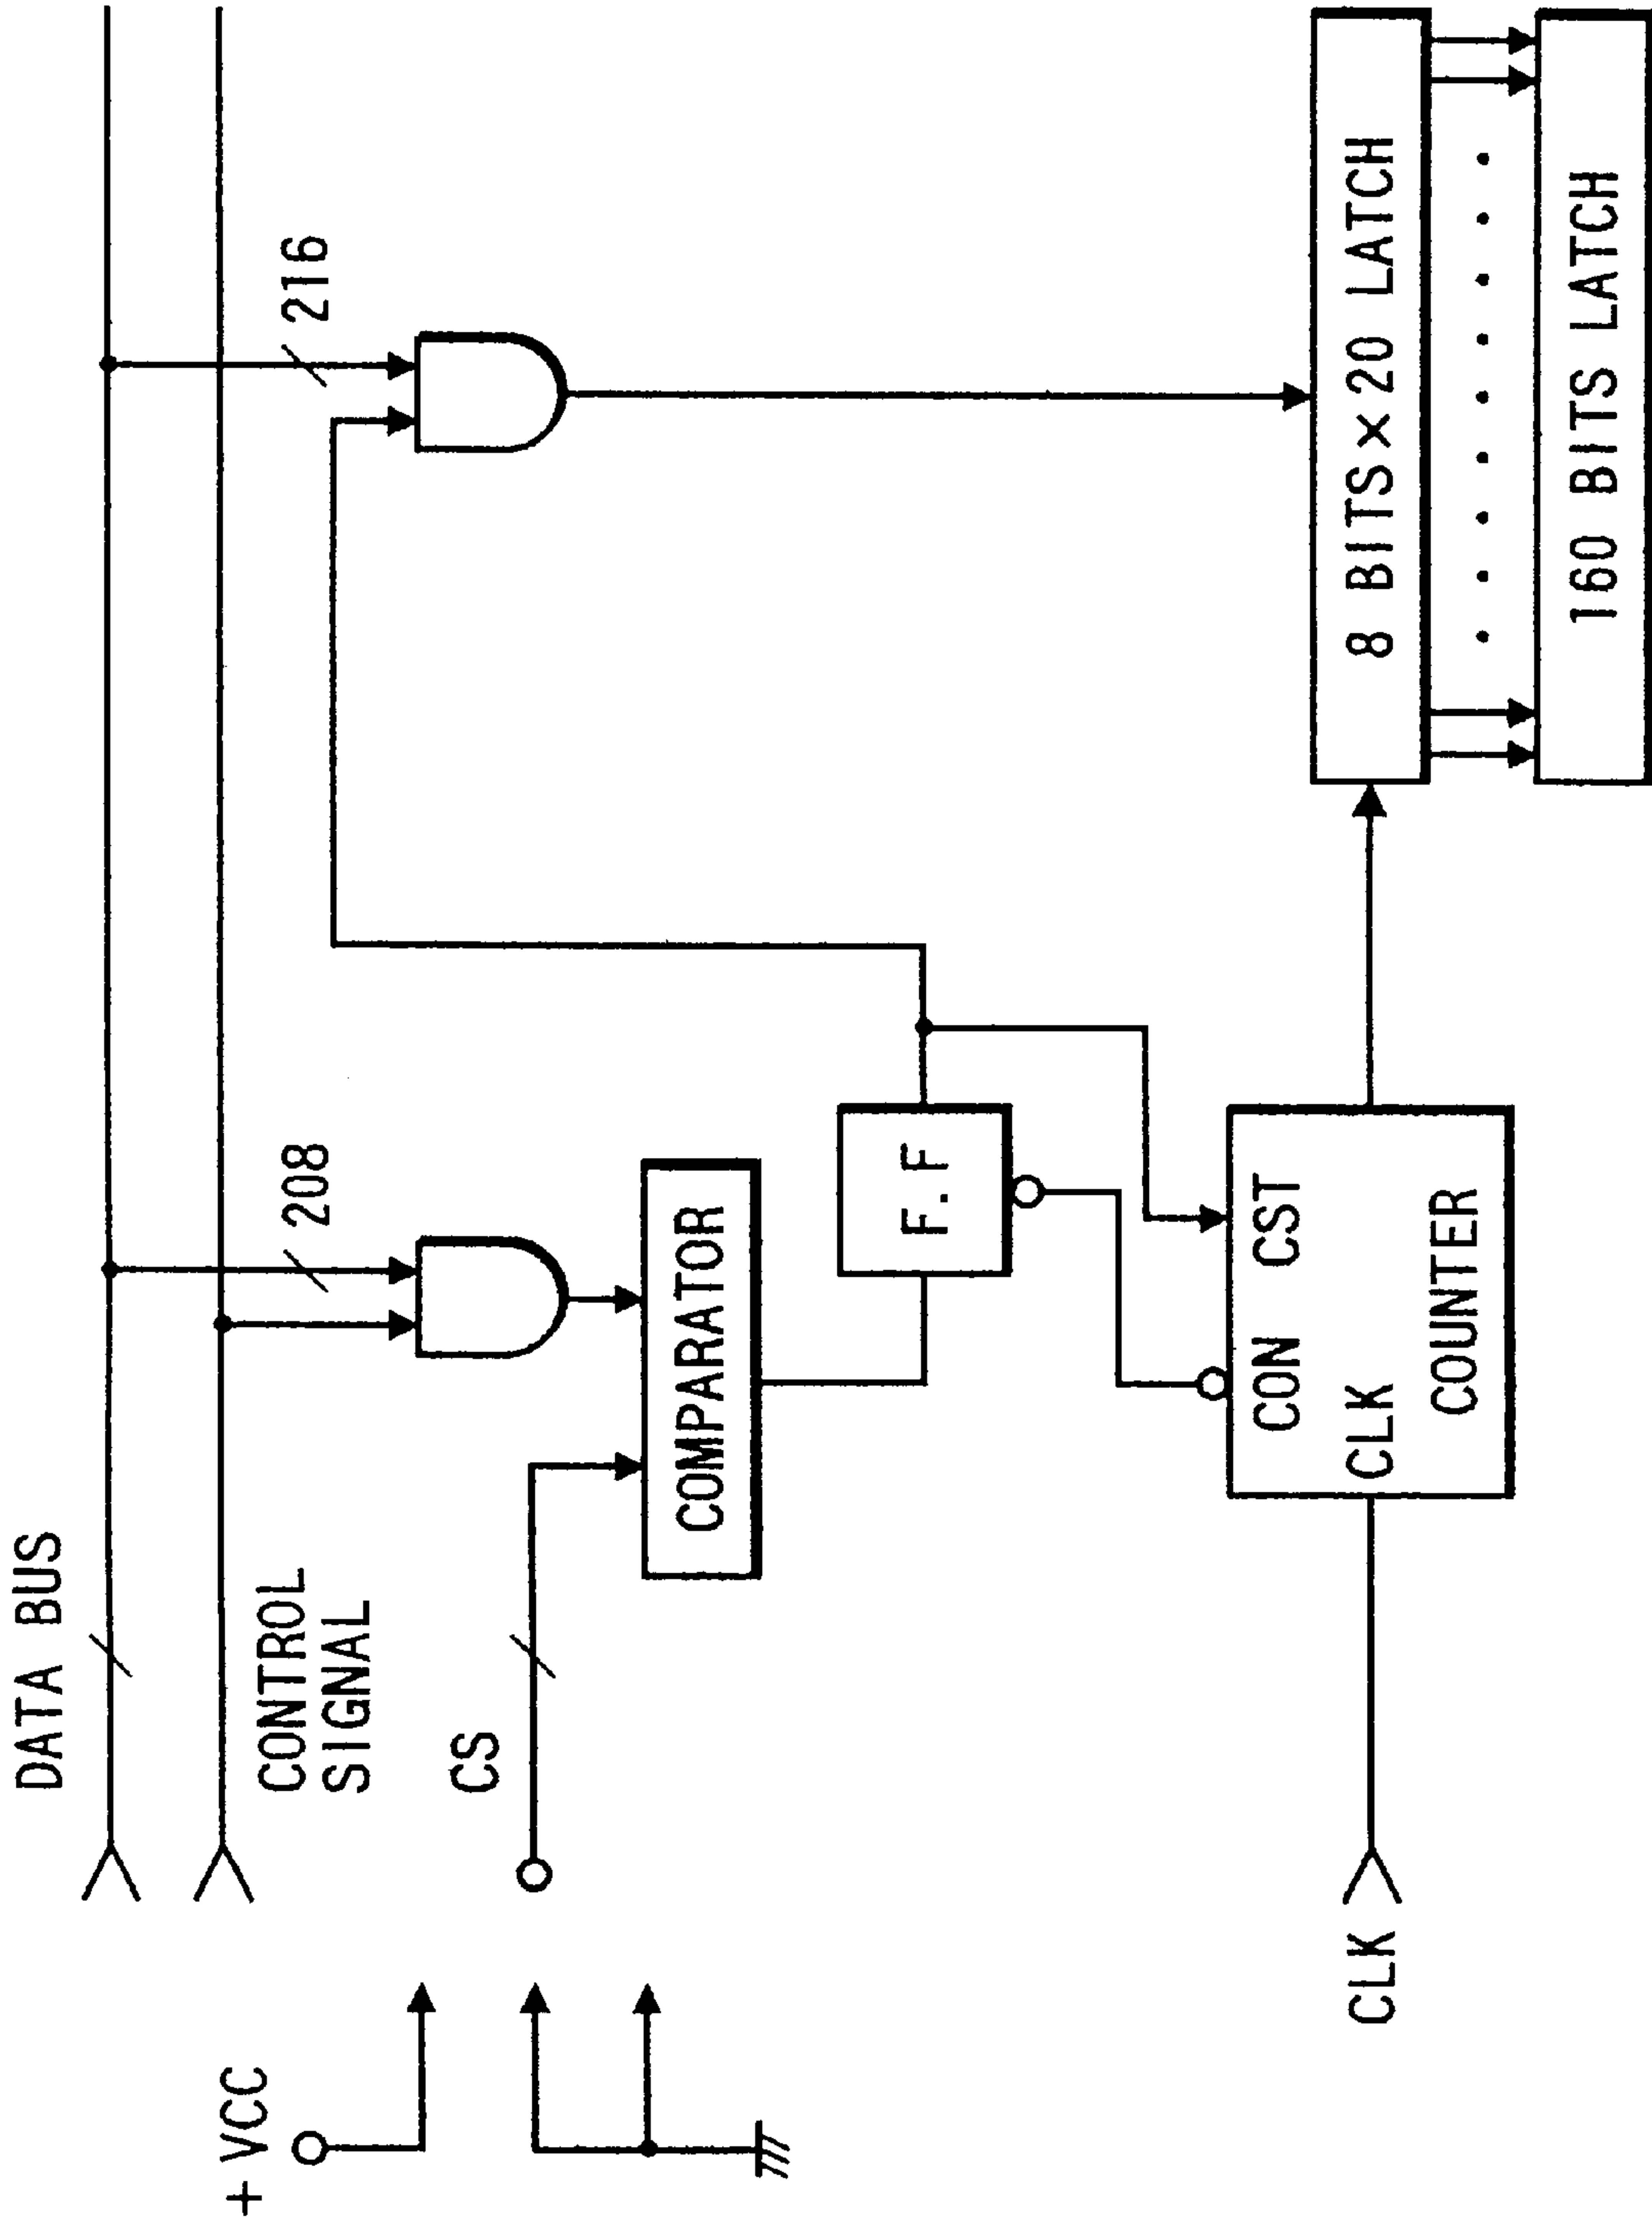 DATA BUS
CONTROL
SIGNAL
+ VCC
CS
208
216
COMPARATOR
F.F
CON CST
CLK
COUNTER
CLK
8 BITS×20 LATCH
160 BITS LATCH